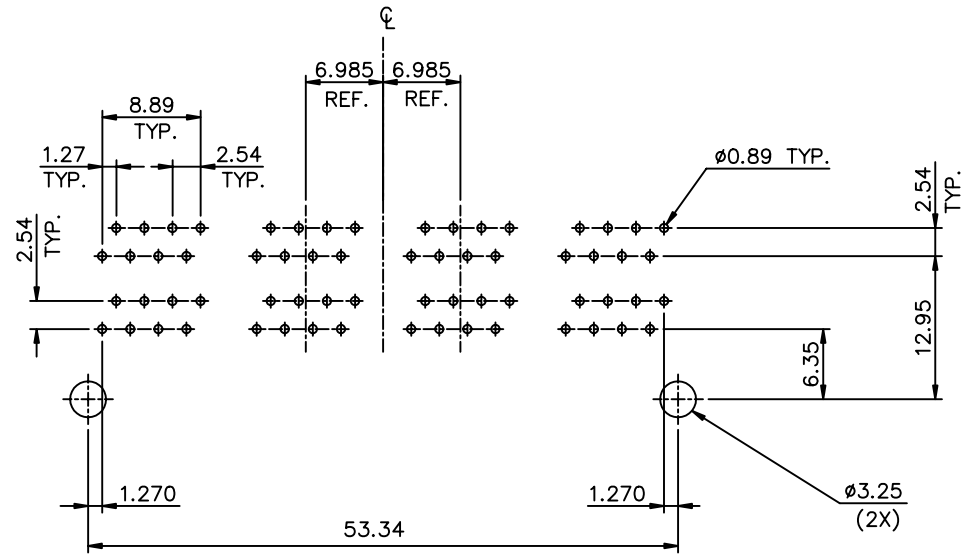 ℄
6.985
6.985
REF.
REF.
8.89
TYP.
1.27
TYP.
2.54
TYP.
ø0.89 TYP.
2.54
TYP.
2.54
TYP.
12.95
6.35
1.270
1.270
53.34
ø3.25
(2X)